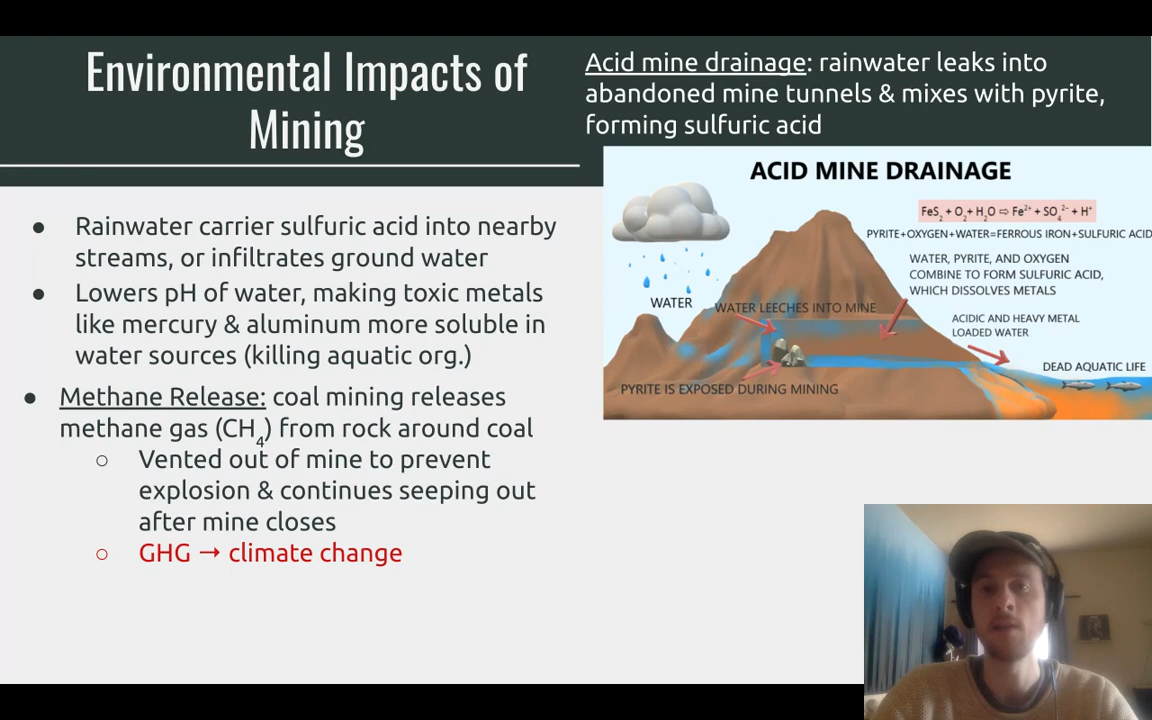 Environmental Impacts of
Mining
Acid mine drainage: rainwater leaks into
abandoned mine tunnels & mixes with pyrite,
forming sulfuric acid
● Rainwater carrier sulfuric acid into nearby
streams, or infiltrates ground water
● Lowers pH of water, making toxic metals
like mercury & aluminum more soluble in
water sources (killing aquatic org.)
● Methane Release: coal mining releases
methane gas (CH₄) from rock around coal
○ Vented out of mine to prevent
explosion & continues seeping out
after mine closes
○ GHG → climate change
ACID MINE DRAINAGE
FeS₂ + O₂ + H₂O ⇨ Fe²⁺ + SO₄²⁻ + H⁺
PYRITE+OXYGEN+WATER=FERROUS IRON+SULFURIC ACID
WATER, PYRITE, AND OXYGEN
COMBINE TO FORM SULFURIC ACID,
WHICH DISSOLVES METALS
WATER
WATER LEECHES INTO MINE
ACIDIC AND HEAVY METAL
LOADED WATER
DEAD AQUATIC LIFE
PYRITE IS EXPOSED DURING MINING